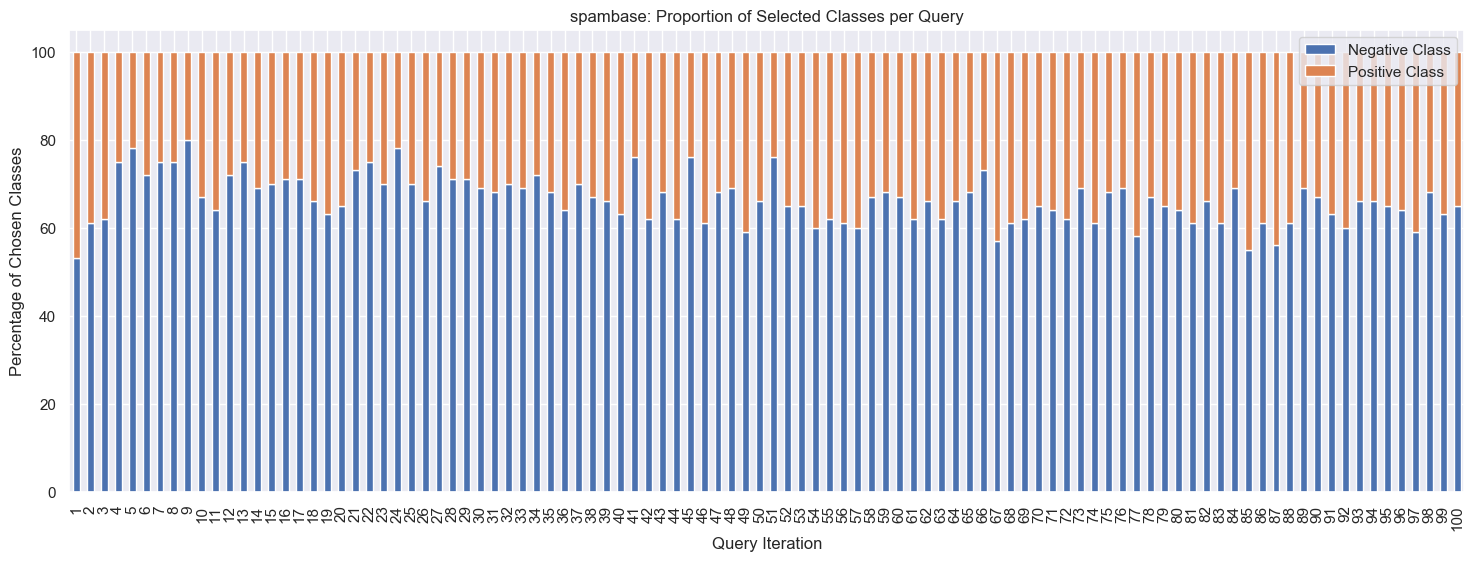 spambase: Proportion of Selected Classes per Query
Negative Class
Positive Class
Percentage of Chosen Classes
100
80
60
40
20
0
1 2 3 4 5 6 7 8 9 10 11 12 13 14 15 16 17 18 19 20 21 22 23 24 25 26 27 28 29 30 31 32 33 34 35 36 37 38 39 40 41 42 43 44 45 46 47 48 49 50 51 52 53 54 55 56 57 58 59 60 61 62 63 64 65 66 67 68 69 70 71 72 73 74 75 76 77 78 79 80 81 82 83 84 85 86 87 88 89 90 91 92 93 94 95 96 97 98 99 100
Query Iteration